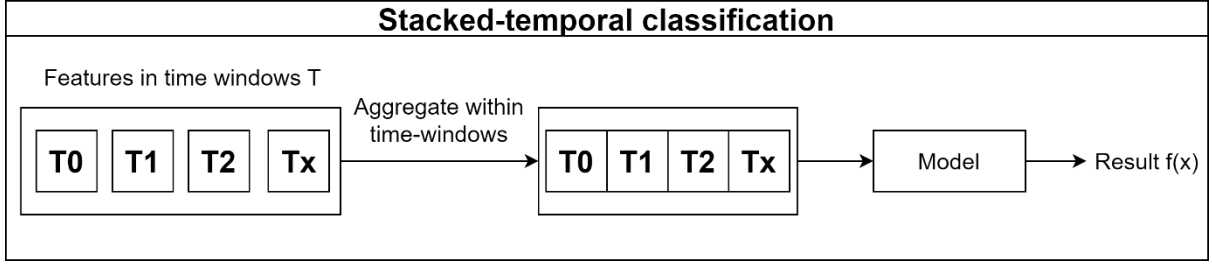 Stacked-temporal classification
Features in time windows T
T0 T1 T2 Tx
Aggregate within
time-windows
T0 T1 T2 Tx
Model
Result f(x)